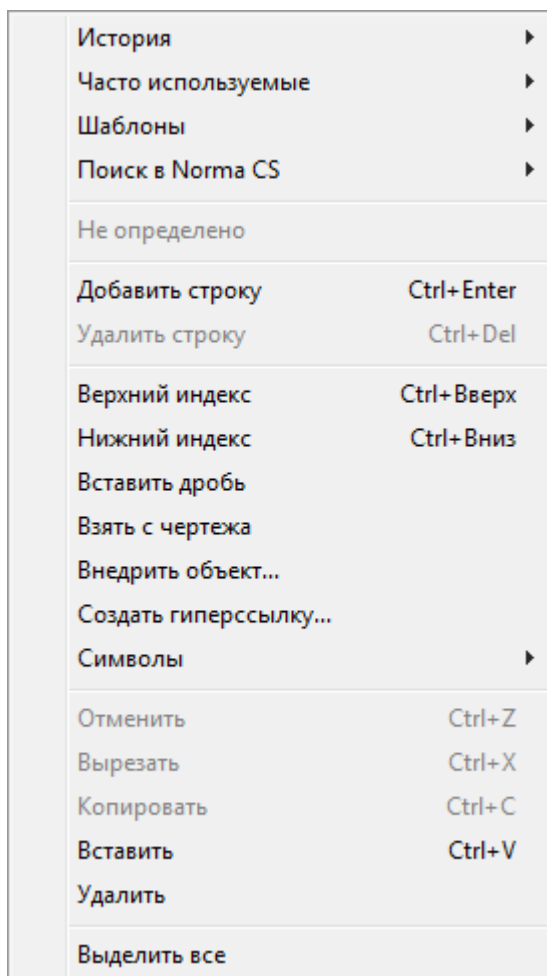 История
Часто используемые
Шаблоны
Поиск в Norma CS
Не определено
Добавить строку Ctrl+Enter
Удалить строку Ctrl+Del
Верхний индекс Ctrl+Вверх
Нижний индекс Ctrl+Вниз
Вставить дробь
Взять с чертежа
Внедрить объект...
Создать гиперссылку...
Символы
Отменить Ctrl+Z
Вырезать Ctrl+X
Копировать Ctrl+C
Вставить Ctrl+V
Удалить
Выделить все